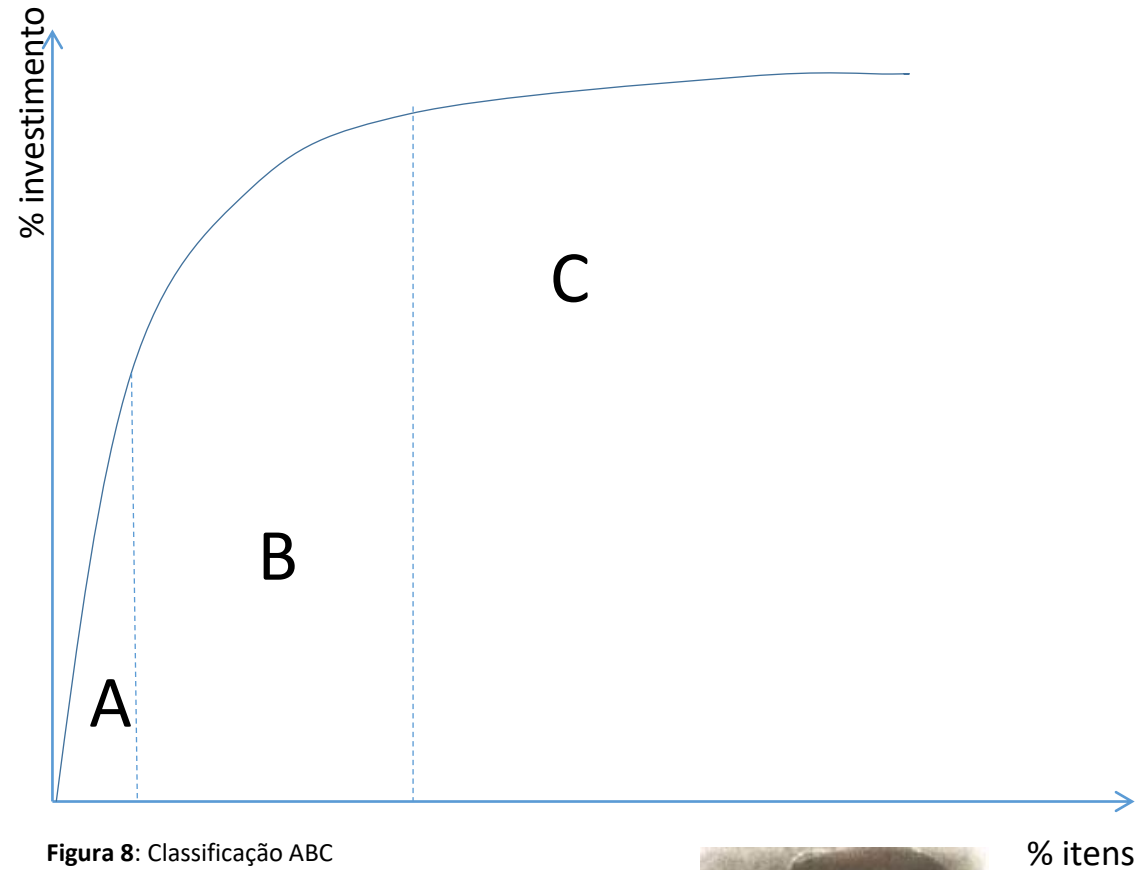 % investimento
C
B
A
Figura 8: Classificação ABC
% itens